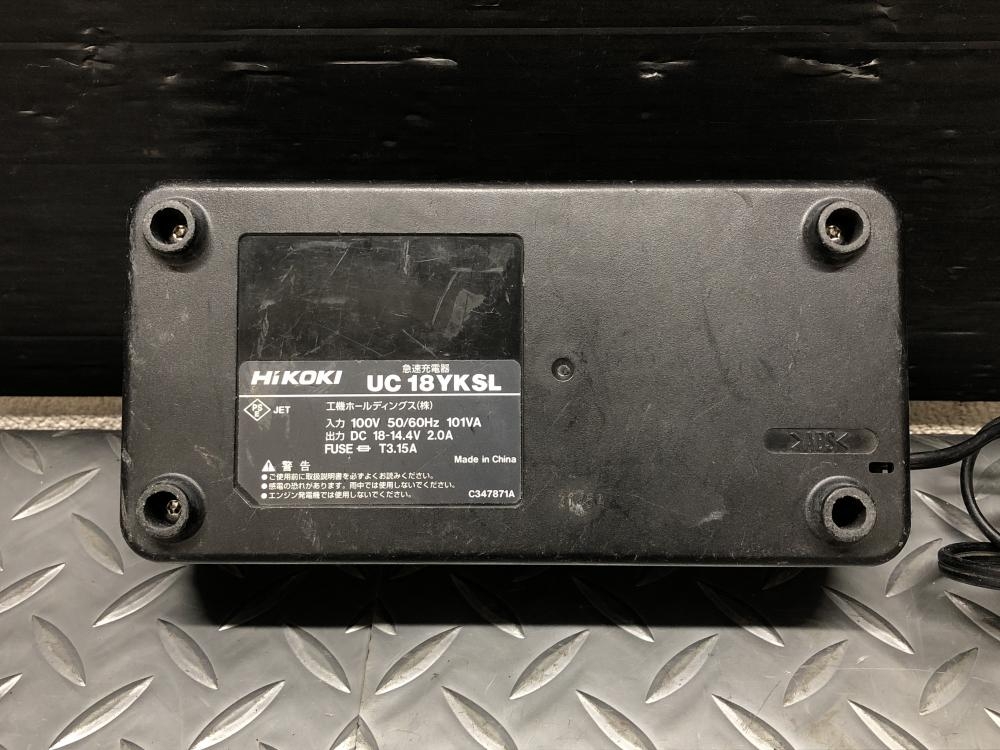 急速充電器
HiKOKI UC 18YKSL
PS E JET 工機ホールディングス(株)
入力 100V 50/60Hz 101VA
出力 DC 18-14.4V 2.0A
FUSE T3.15A
Made in China
警告
●ご使用前に取扱説明書を必ずよくお読みください。
●感電の恐れがあります。雨中では使用しないでください。
●エンジン発電機では使用しないでください。
C347871A
>ABS<